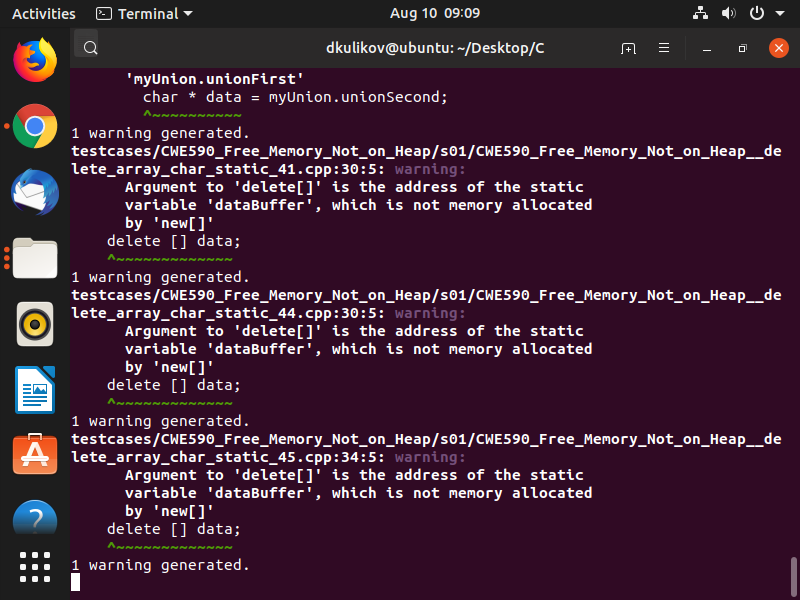 Activities
Terminal
Aug 10 09:09
dkulikov@ubuntu: ~/Desktop/C
'myUnion.unionFirst'
char * data = myUnion.unionSecond;
^~~~~~~~~~~
1 warning generated.
testcases/CWE590_Free_Memory_Not_on_Heap/s01/CWE590_Free_Memory_Not_on_Heap__de
lete_array_char_static_41.cpp:30:5: warning:
Argument to 'delete[]' is the address of the static
variable 'dataBuffer', which is not memory allocated
by 'new[]'
delete [] data;
^~~~~~~~~~~~~~
1 warning generated.
testcases/CWE590_Free_Memory_Not_on_Heap/s01/CWE590_Free_Memory_Not_on_Heap__de
lete_array_char_static_44.cpp:30:5: warning:
Argument to 'delete[]' is the address of the static
variable 'dataBuffer', which is not memory allocated
by 'new[]'
delete [] data;
^~~~~~~~~~~~~~
1 warning generated.
testcases/CWE590_Free_Memory_Not_on_Heap/s01/CWE590_Free_Memory_Not_on_Heap__de
lete_array_char_static_45.cpp:34:5: warning:
Argument to 'delete[]' is the address of the static
variable 'dataBuffer', which is not memory allocated
by 'new[]'
delete [] data;
^~~~~~~~~~~~~~
1 warning generated.